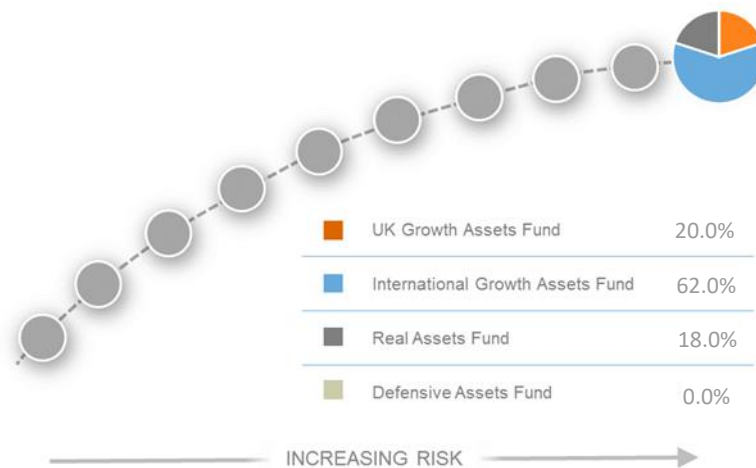 UK Growth Assets Fund 20.0%
International Growth Assets Fund 62.0%
Real Assets Fund 18.0%
Defensive Assets Fund 0.0%
INCREASING RISK